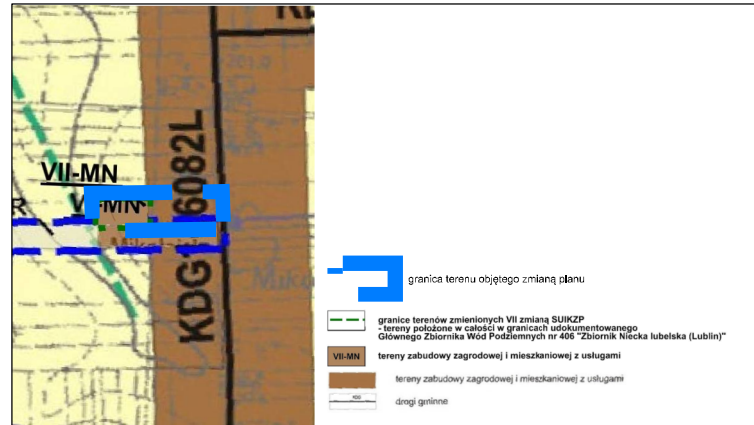 VII-MN
V -MN
6082L
KDG
granica terenu objętego zmianą planu
granice terenów zmienionych VII zmianą SUIKZP
- tereny położone w całości w granicach udokumentowanego
Głównego Zbiornika Wód Podziemnych nr 406 "Zbiornik Niecka lubelska (Lublin)"
VII-MN tereny zabudowy zagrodowej i mieszkaniowej z usługami
tereny zabudowy zagrodowej i mieszkaniowej z usługami
drogi gminne